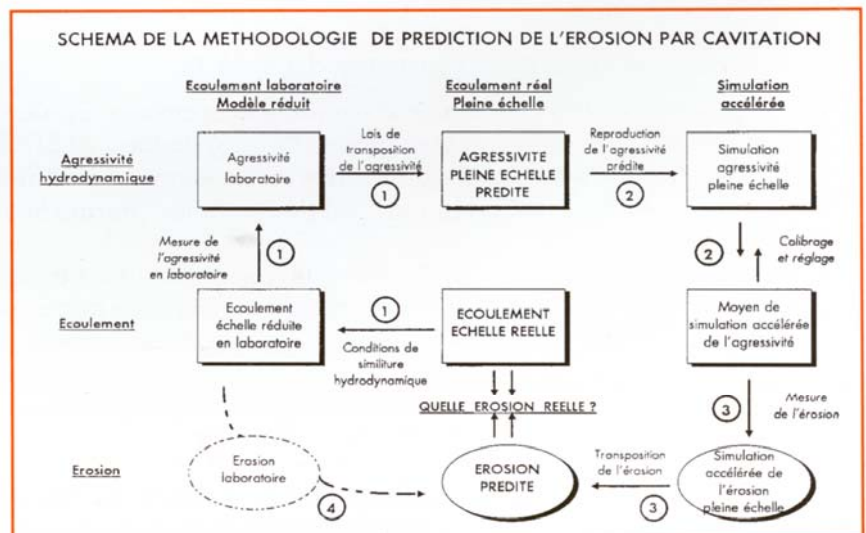 SCHEMA DE LA METHODOLOGIE DE PREDICTION DE L'EROSION PAR CAVITATION
Ecoulement laboratoire
Modèle réduit
Ecoulement réel
Pleine échelle
Simulation
accélérée
Agressivité
hydrodynamique
Agressivité
laboratoire
Lois de
transposition
de l'agressivité
1
AGRESSIVITE
PLEINE ECHELLE
PREDITE
Reproduction
de l'agressivité
prédite
2
Simulation
agressivité
pleine échelle
Mesure de
l'agressivité
en laboratoire
1
2
Calibrage
et réglage
Ecoulement
Ecoulement
échelle réduite
en laboratoire
1
Conditions de
similiture
hydrodynamique
ECOULEMENT
ECHELLE REELLE
Moyen de
simulation accélérée
de l'agressivité
QUELLE EROSION REELLE ?
3
Mesure
de l'érosion
Erosion
Erosion
laboratoire
4
EROSION
PREDITE
Transposition
de l'érosion
3
Simulation
accélérée de
l'érosion
pleine échelle